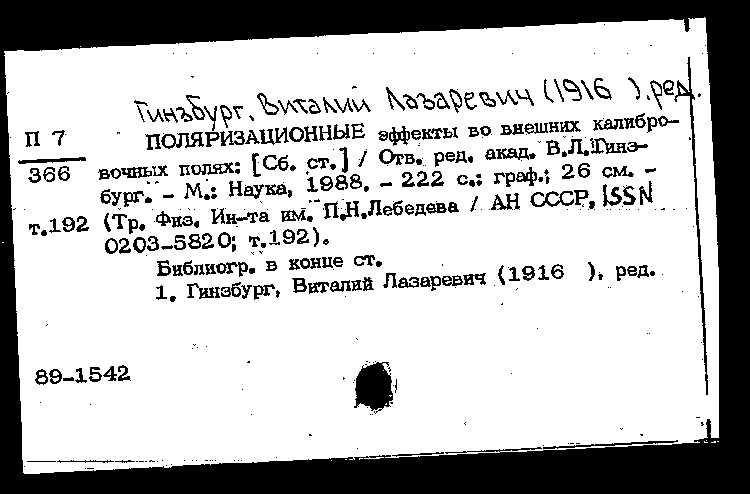 Гинзбург, Виталий Лазаревич (1916 ), ред.
П 7
366
т.192
ПОЛЯРИЗАЦИОННЫЕ эффекты во внешних калибро-
вочных полях: [Сб. ст.] / Отв. ред. акад. В.Л.Гинз-
бург. - М.: Наука, 1988. - 222 с.: граф.; 26 см. -
(Тр. Физ. Ин-та им. П.Н.Лебедева / АН СССР, ISSN
0203-5820; т.192).
Библиогр. в конце ст.
1. Гинзбург, Виталий Лазаревич (1916 ), ред.
89-1542